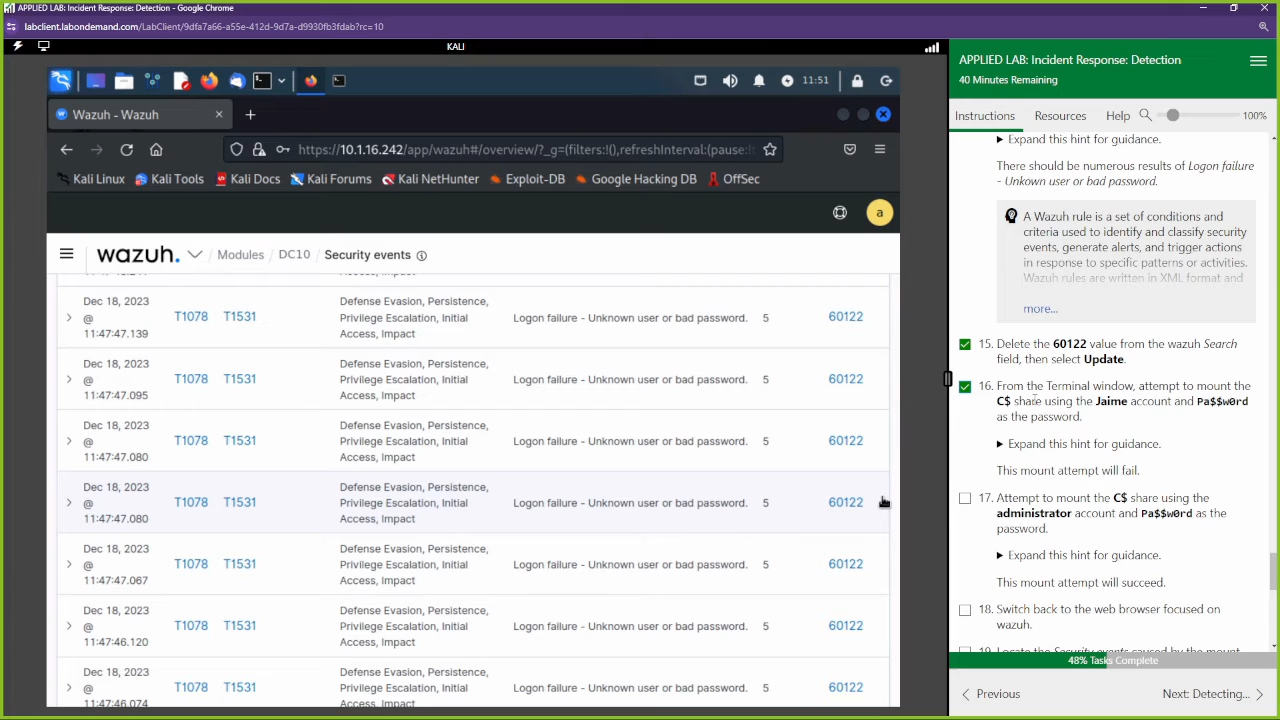 APPLIED LAB: Incident Response: Detection - Google Chrome
labclient.labondemand.com/LabClient/9dfa7a66-a55e-412d-9d7a-d9930fb3fdab?rc=10
KALI
11:51
Wazuh - Wazuh
https://10.1.16.242/app/wazuh#/overview/?_g=(filters:!(),refreshInterval:(pause:!
Kali Linux Kali Tools Kali Docs Kali Forums Kali NetHunter Exploit-DB Google Hacking DB OffSec
a
wazuh. / Modules / DC10 / Security events
Dec 18, 2023
@
11:47:47.139
T1078 T1531
Defense Evasion, Persistence,
Privilege Escalation, Initial
Access, Impact
Logon failure - Unknown user or bad password. 5 60122
Dec 18, 2023
@
11:47:47.095
T1078 T1531
Defense Evasion, Persistence,
Privilege Escalation, Initial
Access, Impact
Logon failure - Unknown user or bad password. 5 60122
Dec 18, 2023
@
11:47:47.080
T1078 T1531
Defense Evasion, Persistence,
Privilege Escalation, Initial
Access, Impact
Logon failure - Unknown user or bad password. 5 60122
Dec 18, 2023
@
11:47:47.080
T1078 T1531
Defense Evasion, Persistence,
Privilege Escalation, Initial
Access, Impact
Logon failure - Unknown user or bad password. 5 60122
Dec 18, 2023
@
11:47:47.067
T1078 T1531
Defense Evasion, Persistence,
Privilege Escalation, Initial
Access, Impact
Logon failure - Unknown user or bad password. 5 60122
Dec 18, 2023
@
11:47:46.120
T1078 T1531
Defense Evasion, Persistence,
Privilege Escalation, Initial
Access, Impact
Logon failure - Unknown user or bad password. 5 60122
Dec 18, 2023
@
11:47:46.074
T1078 T1531
Defense Evasion, Persistence,
Privilege Escalation, Initial
Access, Impact
Logon failure - Unknown user or bad password. 5 60122
APPLIED LAB: Incident Response: Detection
40 Minutes Remaining
Instructions Resources Help 100%
Expand this hint for guidance.
There should be numerous results of Logon failure
- Unkown user or bad password.
A Wazuh rule is a set of conditions and
criteria used to identify and classify security
events, generate alerts, and trigger actions
in response to specific patterns or activities.
Wazuh rules are written in XML format and
more...
15. Delete the 60122 value from the wazuh Search
field, then select Update.
16. From the Terminal window, attempt to mount the
C$ share using the Jaime account and Pa$$w0rd
as the password.
Expand this hint for guidance.
This mount attempt will fail.
17. Attempt to mount the C$ share using the
administrator account and Pa$$w0rd as the
password.
Expand this hint for guidance.
This mount attempt will succeed.
18. Switch back to the web browser focused on
wazuh.
19. Locate the Security events caused by the mount
48% Tasks Complete
Previous Next: Detecting...